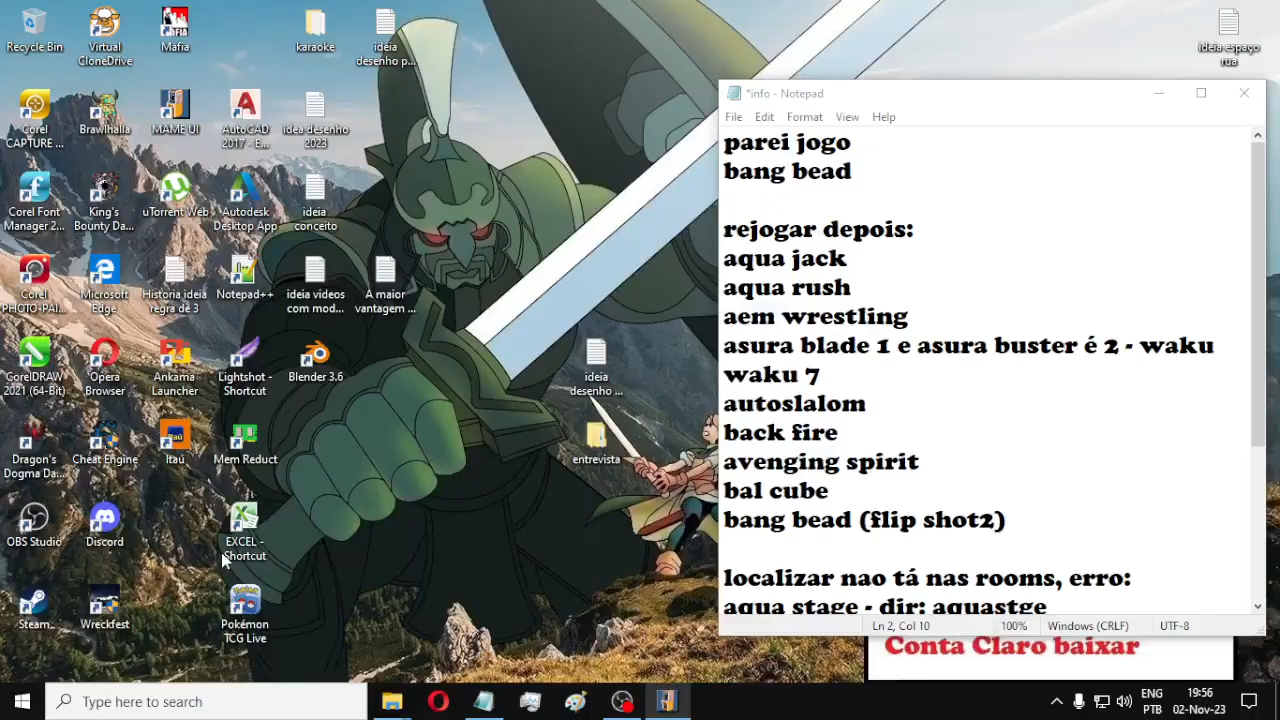 Recycle Bin
Virtual
CloneDrive
Mafia
karaoke
ideia
desenho p...
ideia espaço
rua
Corel
CAPTURE ...
Brawlhalla
MAME UI
AutoCAD
2017 - E...
idea desenho
2023
Corel Font
Manager 2...
King's
Bounty Da...
uTorrent Web
Autodesk
Desktop App
ideia
conceito
Corel
PHOTO-PAI...
Microsoft
Edge
Historia ideia
regra de 3
Notepad++
ideia videos
com mod...
A maior
vantagem ...
CorelDRAW
2021 (64-Bit)
Opera
Browser
Ankama
Launcher
Lightshot -
Shortcut
Blender 3.6
ideia
desenho ...
Dragon's
Dogma Da...
Cheat Engine
Itaú
Mem Reduct
entrevista
OBS Studio
Discord
EXCEL -
Shortcut
Steam
Wreckfest
Pokémon
TCG Live
*info - Notepad
File Edit Format View Help
parei jogo
bang bead
rejogar depois:
aqua jack
aqua rush
aem wrestling
asura blade 1 e asura buster é 2 - waku
waku 7
autoslalom
back fire
avenging spirit
bal cube
bang bead (flip shot2)
localizar nao tá nas rooms, erro:
aqua stage - dir: aquastge
Ln 2, Col 10 100% Windows (CRLF) UTF-8
Conta Claro baixar
Type here to search
ENG
PTB
19:56
02-Nov-23